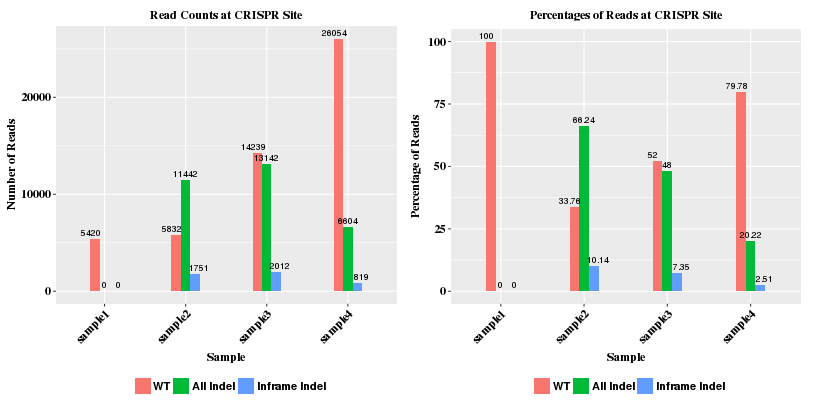 Read Counts at CRISPR Site
Number of Reads
20000
10000
0
5420
0
0
5832
11442
1751
14239
13142
2012
26054
6604
819
sample1
sample2
sample3
sample4
Sample
WT
All Indel
Inframe Indel
Percentages of Reads at CRISPR Site
Percentage of Reads
100
75
50
25
0
100
0
0
33.76
66.24
10.14
52
48
7.35
79.78
20.22
2.51
sample1
sample2
sample3
sample4
Sample
WT
All Indel
Inframe Indel